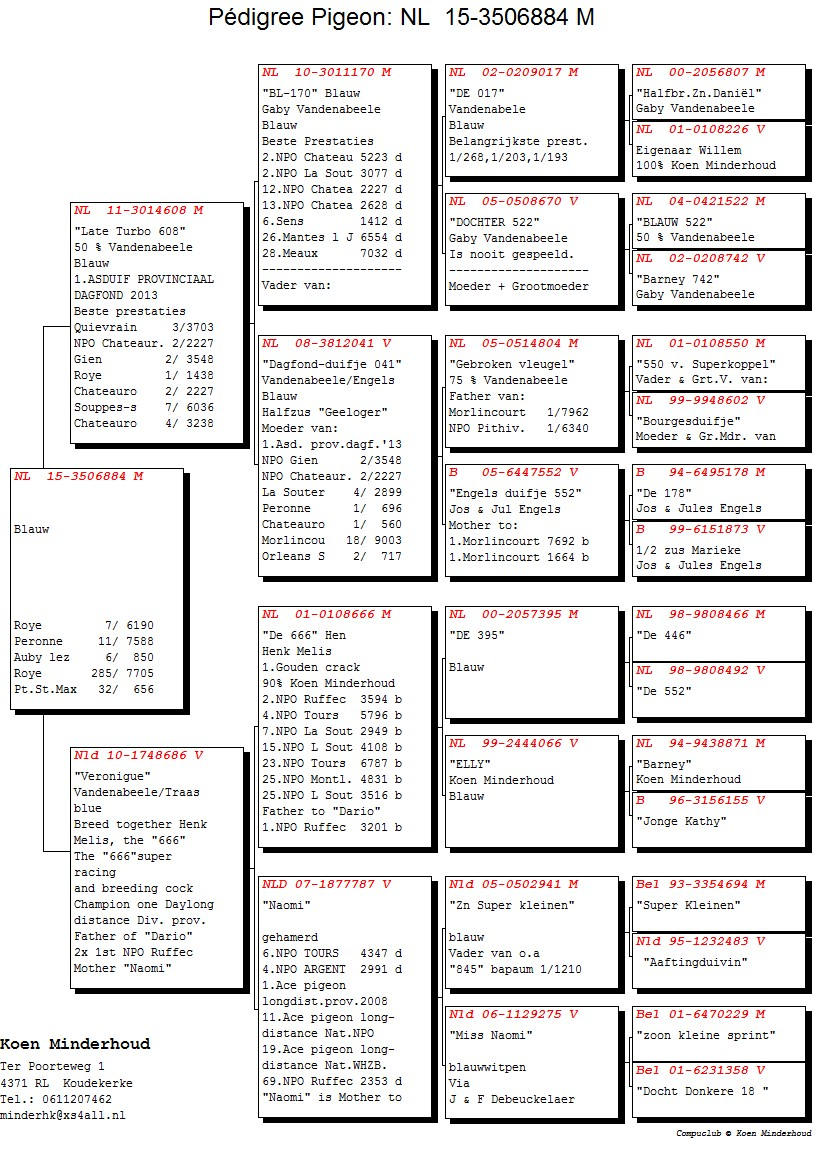 Pédigree Pigeon: NL  15-3506884 M
NL  15-3506884 M
Blauw
Roye 7/ 6190
Peronne 11/ 7588
Auby lez 6/ 850
Roye 285/ 7705
Pt.St.Max 32/ 656
NL  11-3014608 M
"Late Turbo 608"
50 % Vandenabeele
Blauw
1.ASDUIF PROVINCIAAL
DAGFOND 2013
Beste prestaties
Quievrain 3/3703
NPO Chateaur. 2/2227
Gien 2/ 3548
Roye 1/ 1438
Chateauro 2/ 2227
Souppes-s 7/ 6036
Chateauro 4/ 3238
Nld 10-1748686 V
"Veronique"
Vandenabeele/Traas
blue
Breed together Henk
Melis, the "666"
The "666"super
racing
and breeding cock
Champion one Daylong
distance Div. prov.
Father of "Dario"
2x 1st NPO Ruffec
Mother "Naomi"
NL  10-3011170 M
"BL-170" Blauw
Gaby Vandenabeele
Blauw
Beste Prestaties
2.NPO Chateau 5223 d
2.NPO La Sout 3077 d
12.NPO Chatea 2227 d
13.NPO Chatea 2628 d
6.Sens 1412 d
26.Mantes l J 6554 d
28.Meaux 7032 d
--------------------
Vader van:
NL  08-3812041 V
"Dagfond-duifje 041"
Vandenabeele/Engels
Blauw
Halfzus "Geeloger"
Moeder van:
1.Asd. prov.dagf.'13
NPO Gien 2/3548
NPO Chateaur. 2/2227
La Souter 4/ 2899
Peronne 1/ 696
Chateauro 1/ 560
Morlincou 18/ 9003
Orleans S 2/ 717
NL  01-0108666 M
"De 666" Hen
Henk Melis
1.Gouden crack
90% Koen Minderhoud
2.NPO Ruffec 3594 b
4.NPO Tours 5796 b
7.NPO La Sout 2949 b
15.NPO L Sout 4108 b
23.NPO Tours 6787 b
25.NPO Montl. 4831 b
25.NPO L Sout 3516 b
Father to "Dario"
1.NPO Ruffec 3201 b
NLD 07-1877787 V
"Naomi"
gehamerd
6.NPO TOURS 4347 d
4.NPO ARGENT 2991 d
1.Ace pigeon
longdist.prov.2008
11.Ace pigeon long-
distance Nat.NPO
19.Ace pigeon long-
distance Nat.WHZB.
69.NPO Ruffec 2353 d
"Naomi" is Mother to
NL  02-0209017 M
"DE 017"
Vandenabele
Blauw
Belangrijkste prest.
1/268,1/203,1/193
NL  05-0508670 V
"DOCHTER 522"
Gaby Vandenabeele
Is nooit gespeeld.
--------------------
Moeder + Grootmoeder
NL  05-0514804 M
"Gebroken vleugel"
75 % Vandenabeele
Father van:
Morlincourt 1/7962
NPO Pithiv. 1/6340
B   05-6447552 V
"Engels duifje 552"
Jos & Jul Engels
Mother to:
1.Morlincourt 7692 b
1.Morlincourt 1664 b
NL  00-2057395 M
"DE 395"
Blauw
NL  99-2444066 V
"ELLY"
Koen Minderhoud
Blauw
Nld 05-0502941 M
"Zn Super kleinen"
blauw
Vader van o.a
"845" bapaum 1/1210
Nld 06-1129275 V
"Miss Naomi"
blauwwitpen
Via
J & F Debeuckelaer
NL  00-2056807 M
"Halfbr.Zn.Daniël"
Gaby Vandenabeele
NL  01-0108226 V
Eigenaar Willem
100% Koen Minderhoud
NL  04-0421522 M
"BLAUW 522"
50 % Vandenabeele
NL  02-0208742 V
"Barney 742"
Gaby Vandenabeele
NL  01-0108550 M
"550 v. Superkoppel"
Vader & Grt.V. van:
NL  99-9948602 V
"Bourgesduifje"
Moeder & Gr.Mdr. van
B   94-6495178 M
"De 178"
Jos & Jules Engels
B   99-6151873 V
1/2 zus Marieke
Jos & Jules Engels
NL  98-9808466 M
"De 446"
NL  98-9808492 V
"De 552"
NL  94-9438871 M
"Barney"
Koen Minderhoud
B   96-3156155 V
"Jonge Kathy"
Bel 93-3354694 M
"Super Kleinen"
Nld 95-1232483 V
"Aaftingduivin"
Bel 01-6470229 M
"zoon kleine sprint"
Bel 01-6231358 V
"Docht Donkere 18 "
Koen Minderhoud
Ter Poorteweg 1
4371 RL  Koudekerke
Tel.: 0611207462
minderhk@xs4all.nl
Compuclub © Koen Minderhoud